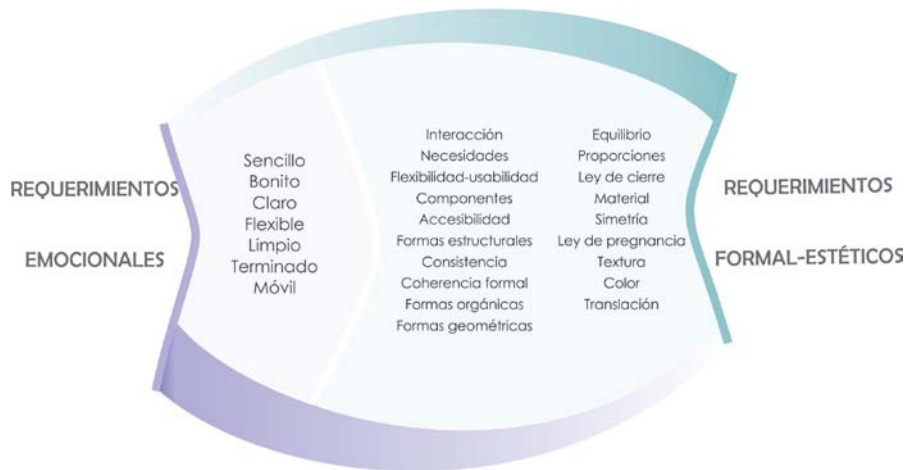 REQUERIMIENTOS
EMOCIONALES
Sencillo
Bonito
Claro
Flexible
Limpio
Terminado
Móvil
Interacción
Necesidades
Flexibilidad-usabilidad
Componentes
Accesibilidad
Formas estructurales
Consistencia
Coherencia formal
Formas orgánicas
Formas geométricas
Equilibrio
Proporciones
Ley de cierre
Material
Simetría
Ley de pregnancia
Textura
Color
Translación
REQUERIMIENTOS
FORMAL-ESTÉTICOS